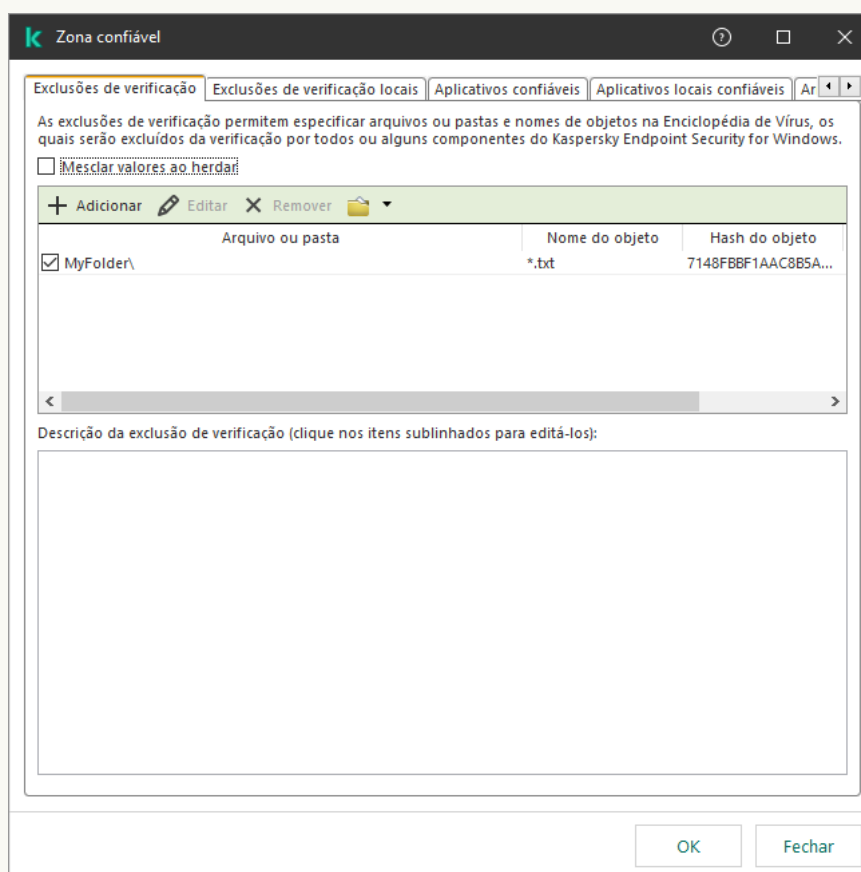 Zona confiável
Exclusões de verificação
Exclusões de verificação locais
Aplicativos confiáveis
Aplicativos locais confiáveis
Ar
As exclusões de verificação permitem especificar arquivos ou pastas e nomes de objetos na Enciclopédia de Vírus, os
quais serão excluídos da verificação por todos ou alguns componentes do Kaspersky Endpoint Security for Windows.
Mesclar valores ao herdar
Adicionar Editar Remover
Arquivo ou pasta Nome do objeto Hash do objeto
MyFolder\ *.txt 7148FBBF1AAC8B5A...
Descrição da exclusão de verificação (clique nos itens sublinhados para editá-los):
OK Fechar